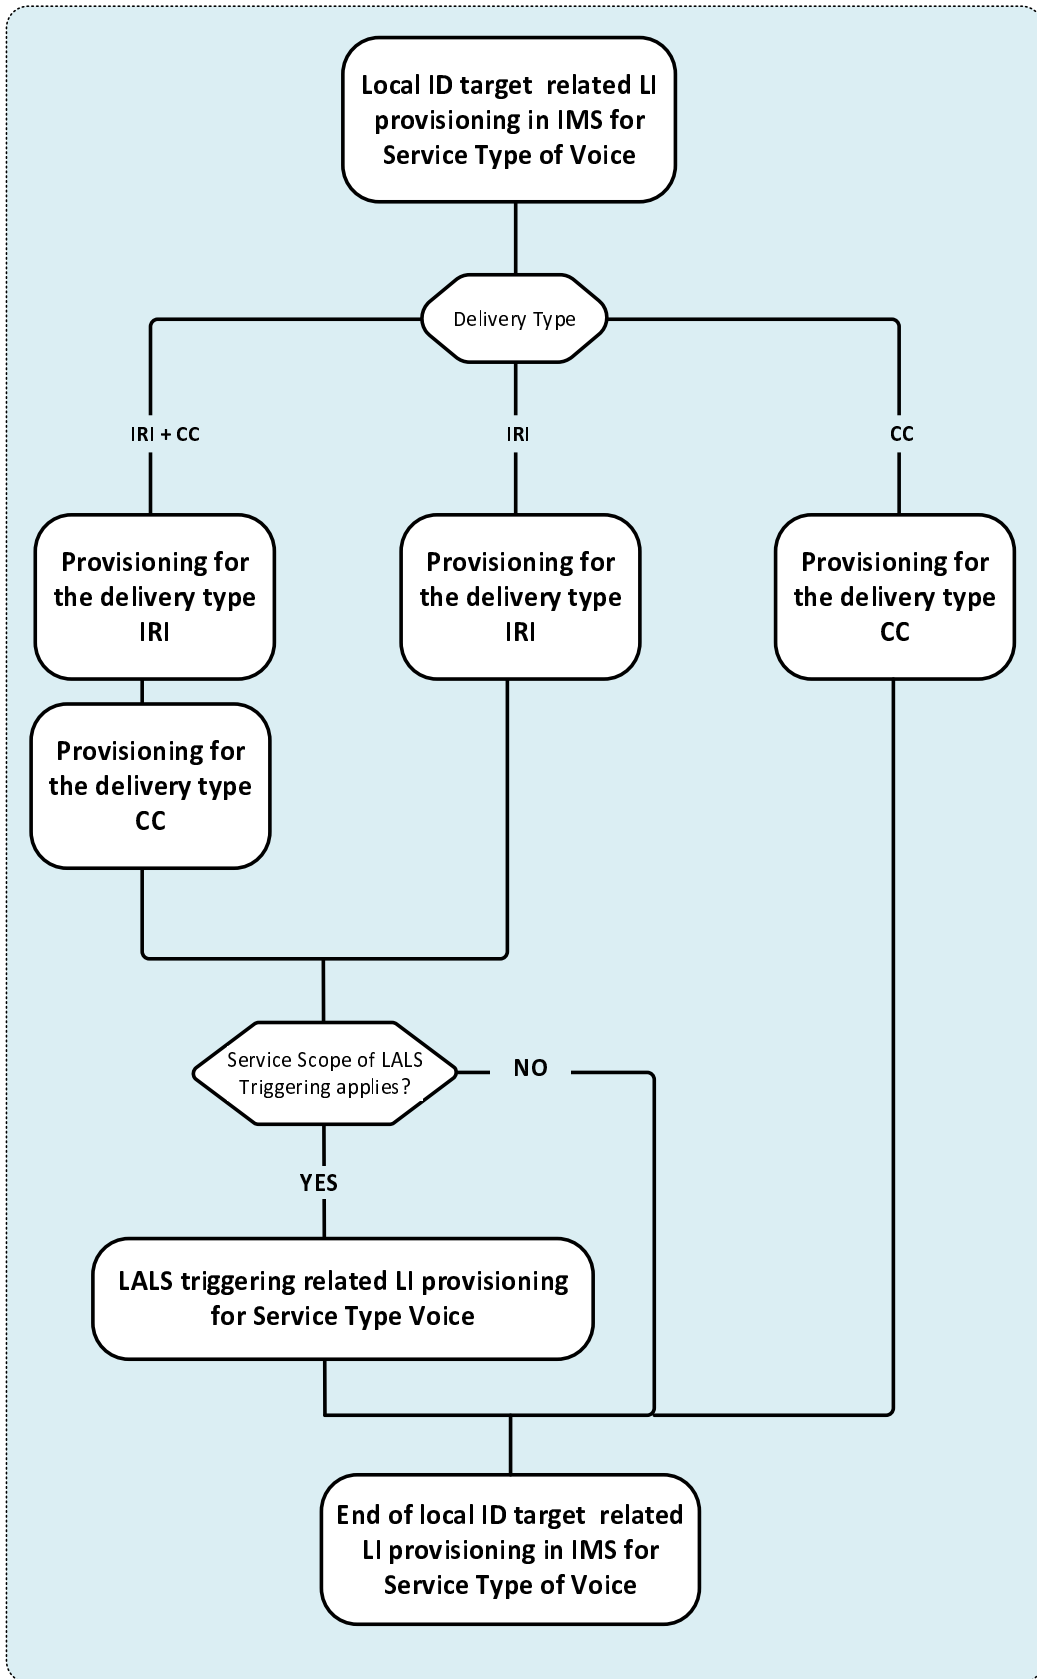 Local ID target  related LI
provisioning in IMS for
Service Type of Voice
Delivery Type
IRI + CC
IRI
CC
Provisioning for
the delivery type
IRI
Provisioning for
the delivery type
IRI
Provisioning for
the delivery type
CC
Provisioning for
the delivery type
CC
Service Scope of LALS
Triggering applies?
NO
YES
LALS triggering related LI provisioning
for Service Type Voice
End of local ID target  related
LI provisioning in IMS for
Service Type of Voice